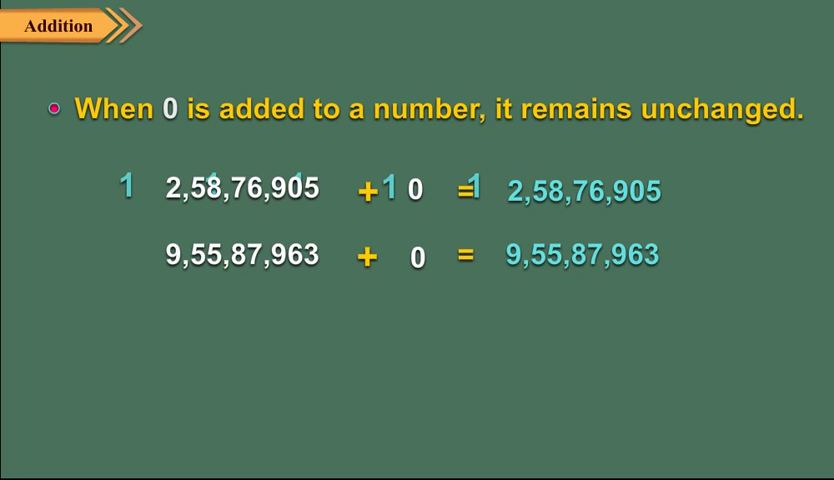 Addition
When 0 is added to a number, it remains unchanged.
1 2,58,76,905 + 1 0 = 1 2,58,76,905
9,55,87,963 + 0 = 9,55,87,963